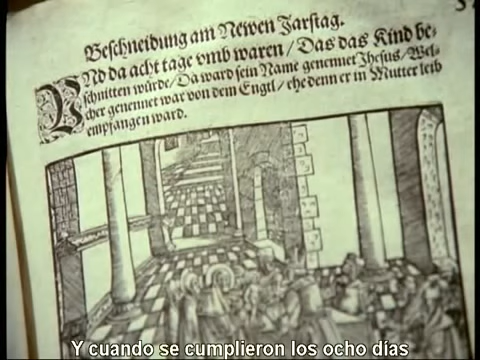 Beschneidung am Newen Jarstag.
VNd da acht tage vmb waren / Das das Kind be-
schnitten würde / Da ward sein Name genennet Jhesus / Wel-
cher genennet war von dem Engel / ehe denn er in Mutter leib
empfangen ward.
Y cuando se cumplieron los ocho días